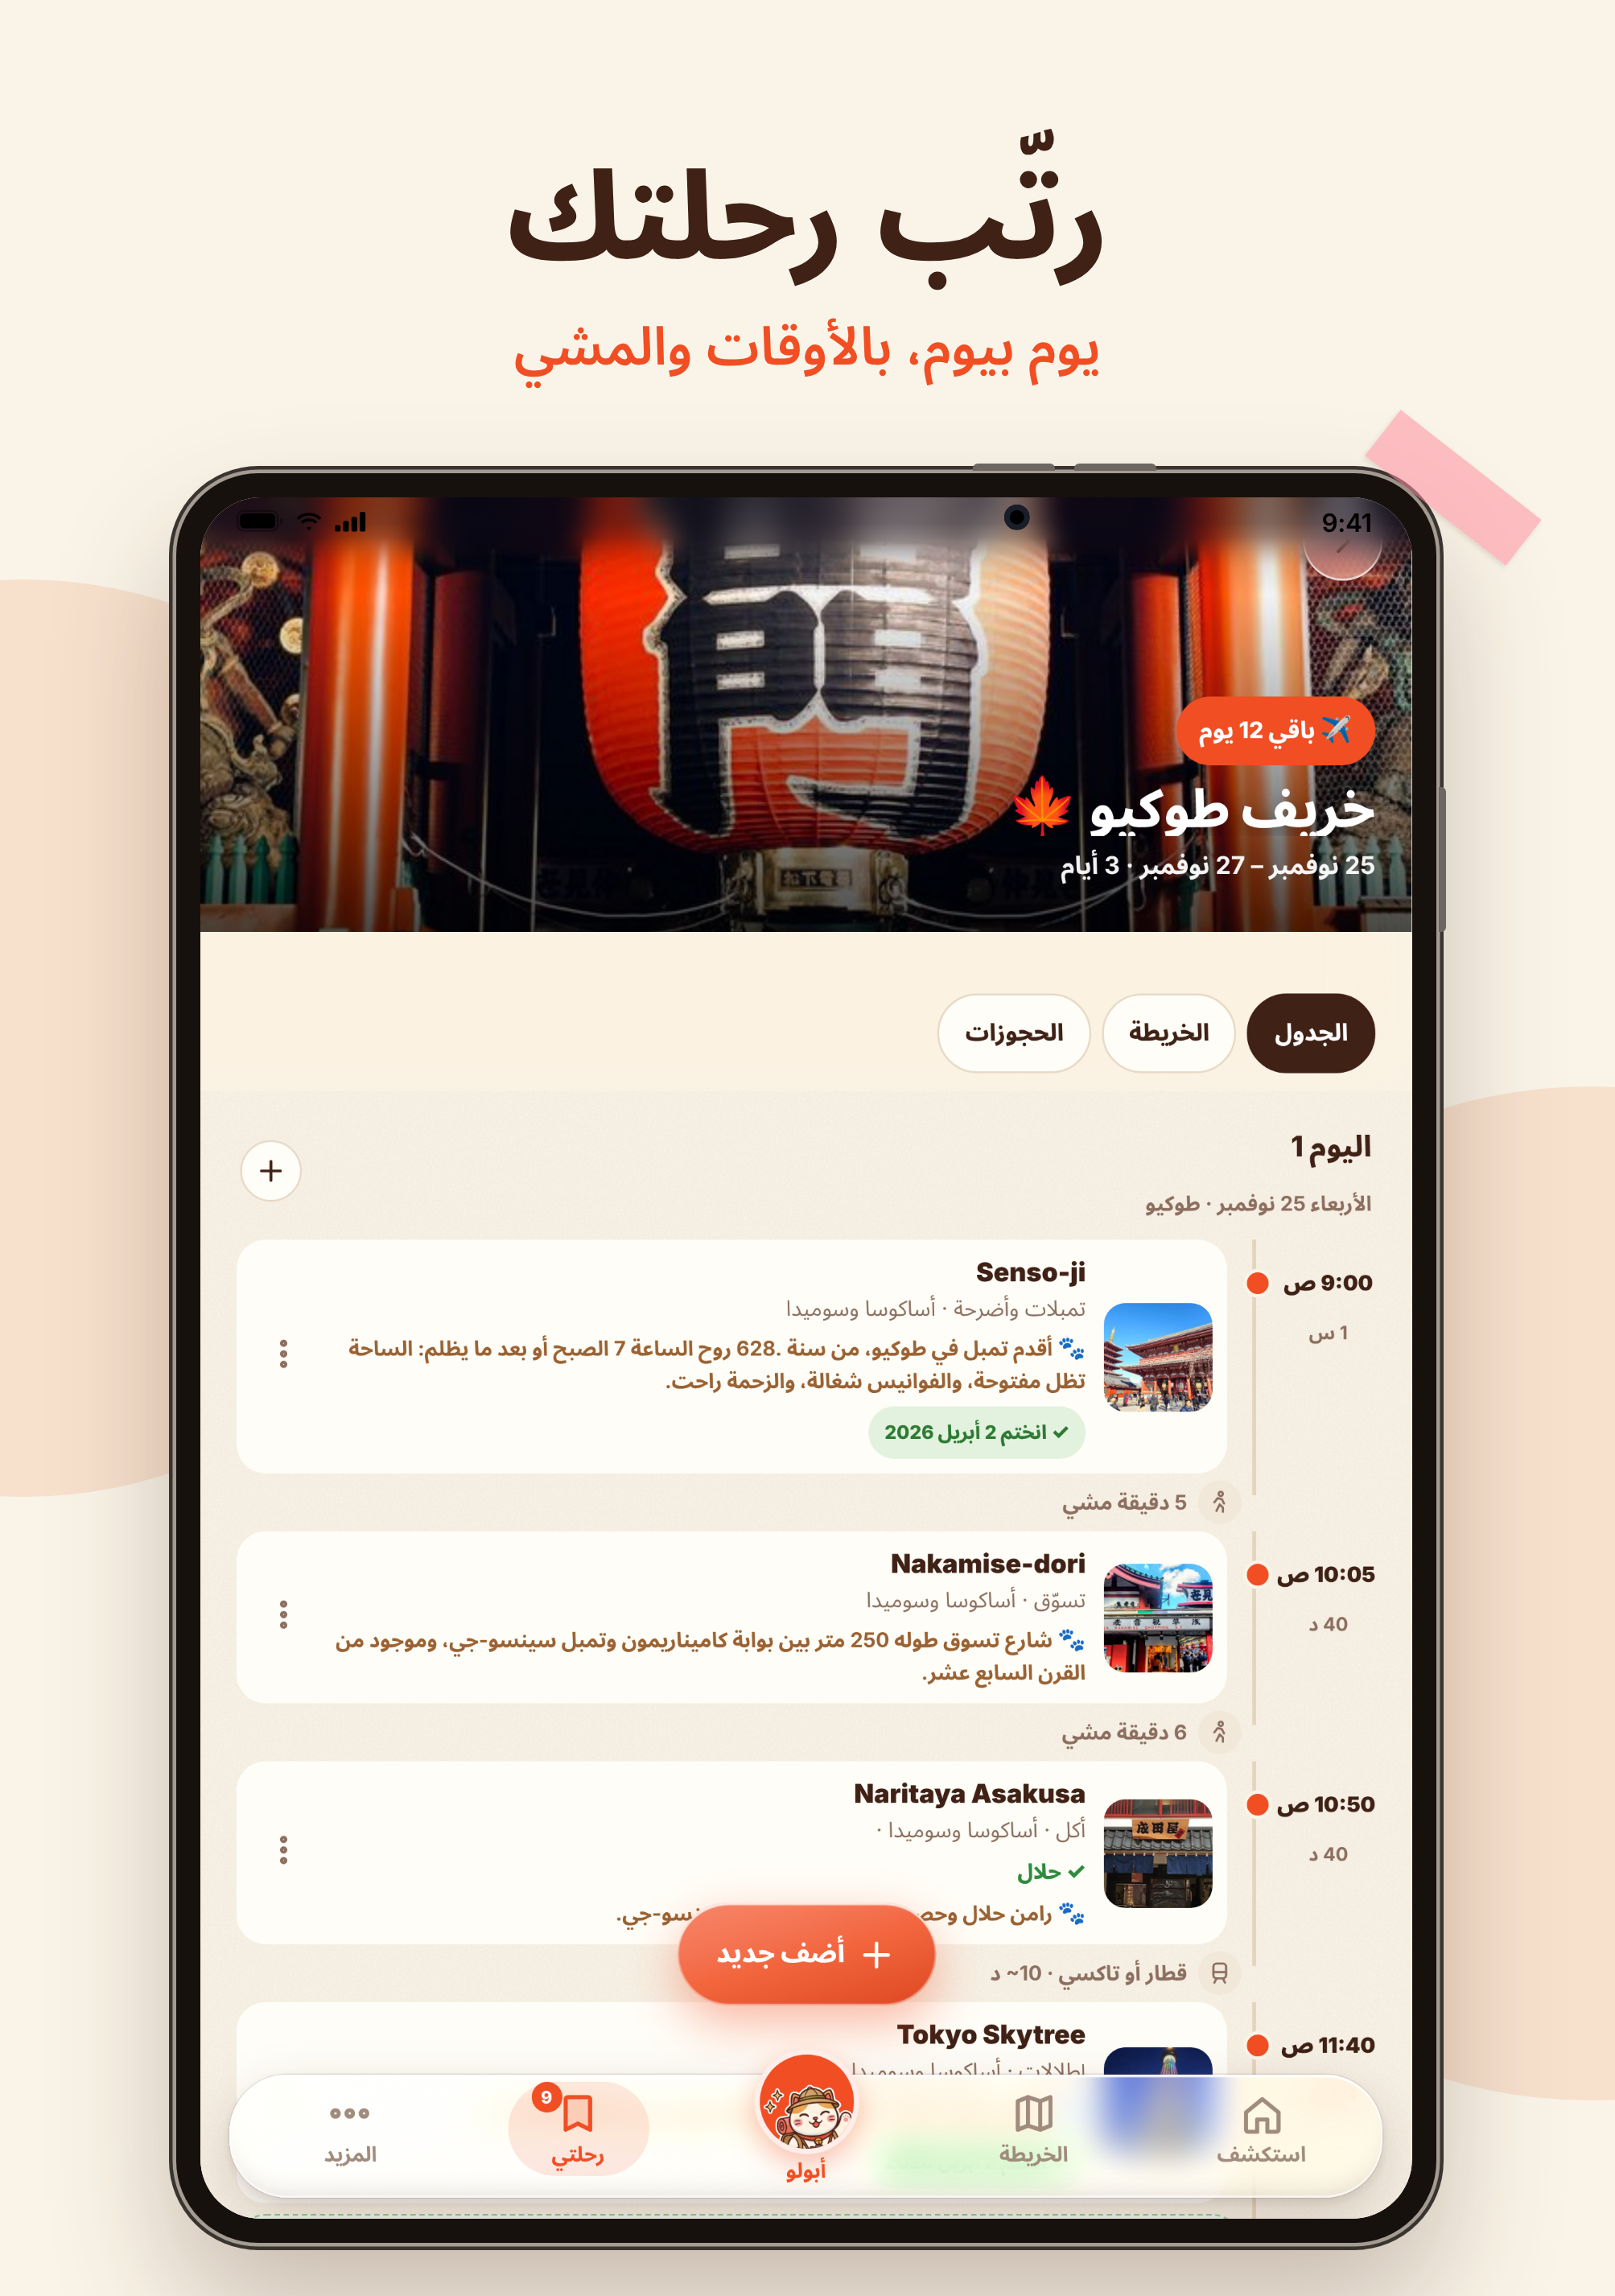 رتّب رحلتك
يوم بيوم، بالأوقات والمشي
9:41
✈️ باقي 12 يوم
خريف طوكيو 🍁
25 نوفمبر – 27 نوفمبر · 3 أيام
الجدول
الخريطة
الحجوزات
اليوم 1
الأربعاء 25 نوفمبر · طوكيو
9:00 ص
1 س
Senso-ji
تمبلات وأضرحة · أساكوسا وسوميدا
🐾 أقدم تمبل في طوكيو، من سنة 628. روح الساعة 7 الصبح أو بعد ما يظلم: الساحة
تظل مفتوحة، والفوانيس شغالة، والزحمة راحت.
✓ انختم 2 أبريل 2026
5 دقيقة مشي
10:05 ص
40 د
Nakamise-dori
تسوّق · أساكوسا وسوميدا
🐾 شارع تسوق طوله 250 متر بين بوابة كاميناريمون وتمبل سينسو-جي، وموجود من
القرن السابع عشر.
6 دقيقة مشي
10:50 ص
40 د
Naritaya Asakusa
أكل · أساكوسا وسوميدا ·
✓ حلال
🐾 رامن حلال
+ أضف جديد
قطار أو تاكسي · ~10 د
11:40 ص
Tokyo Skytree
إطلالات · أساكوسا وسوميدا
استكشف
الخريطة
أبولو
رحلتي
9
المزيد